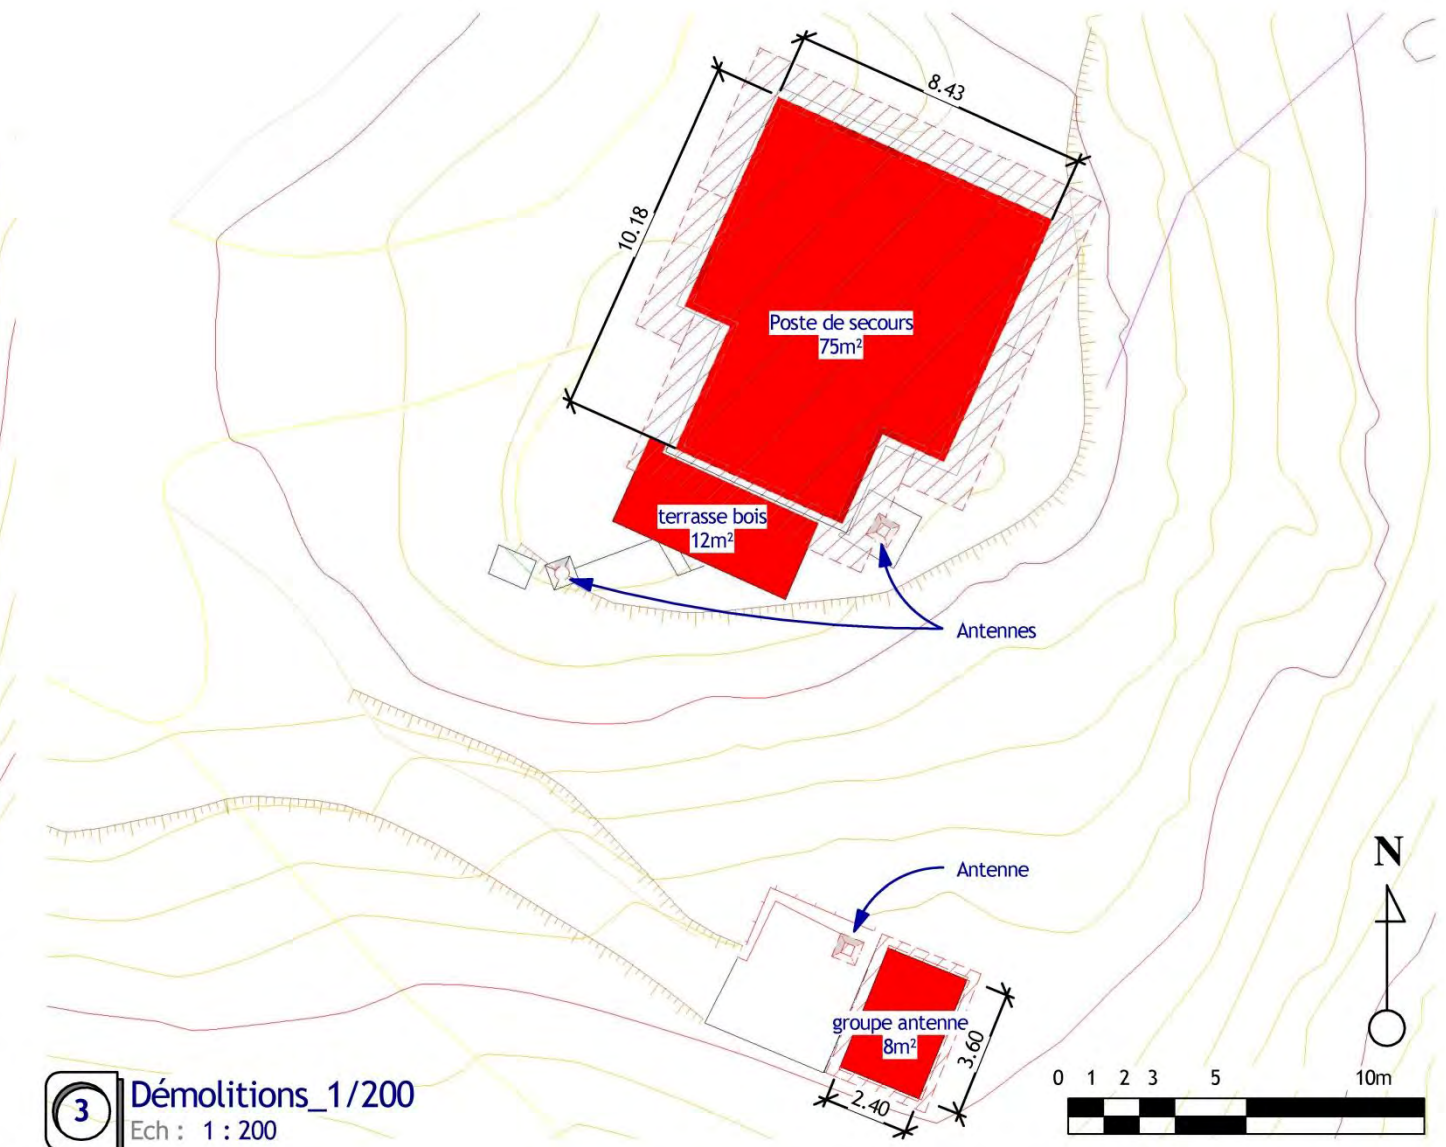 8.43
10.18
Poste de secours
75m²
terrasse bois
12m²
Antennes
Antenne
N
groupe antenne
8m²
3.60
2.40
0 1 2 3 5 10m
3
Démolitions_1/200
Ech : 1 : 200